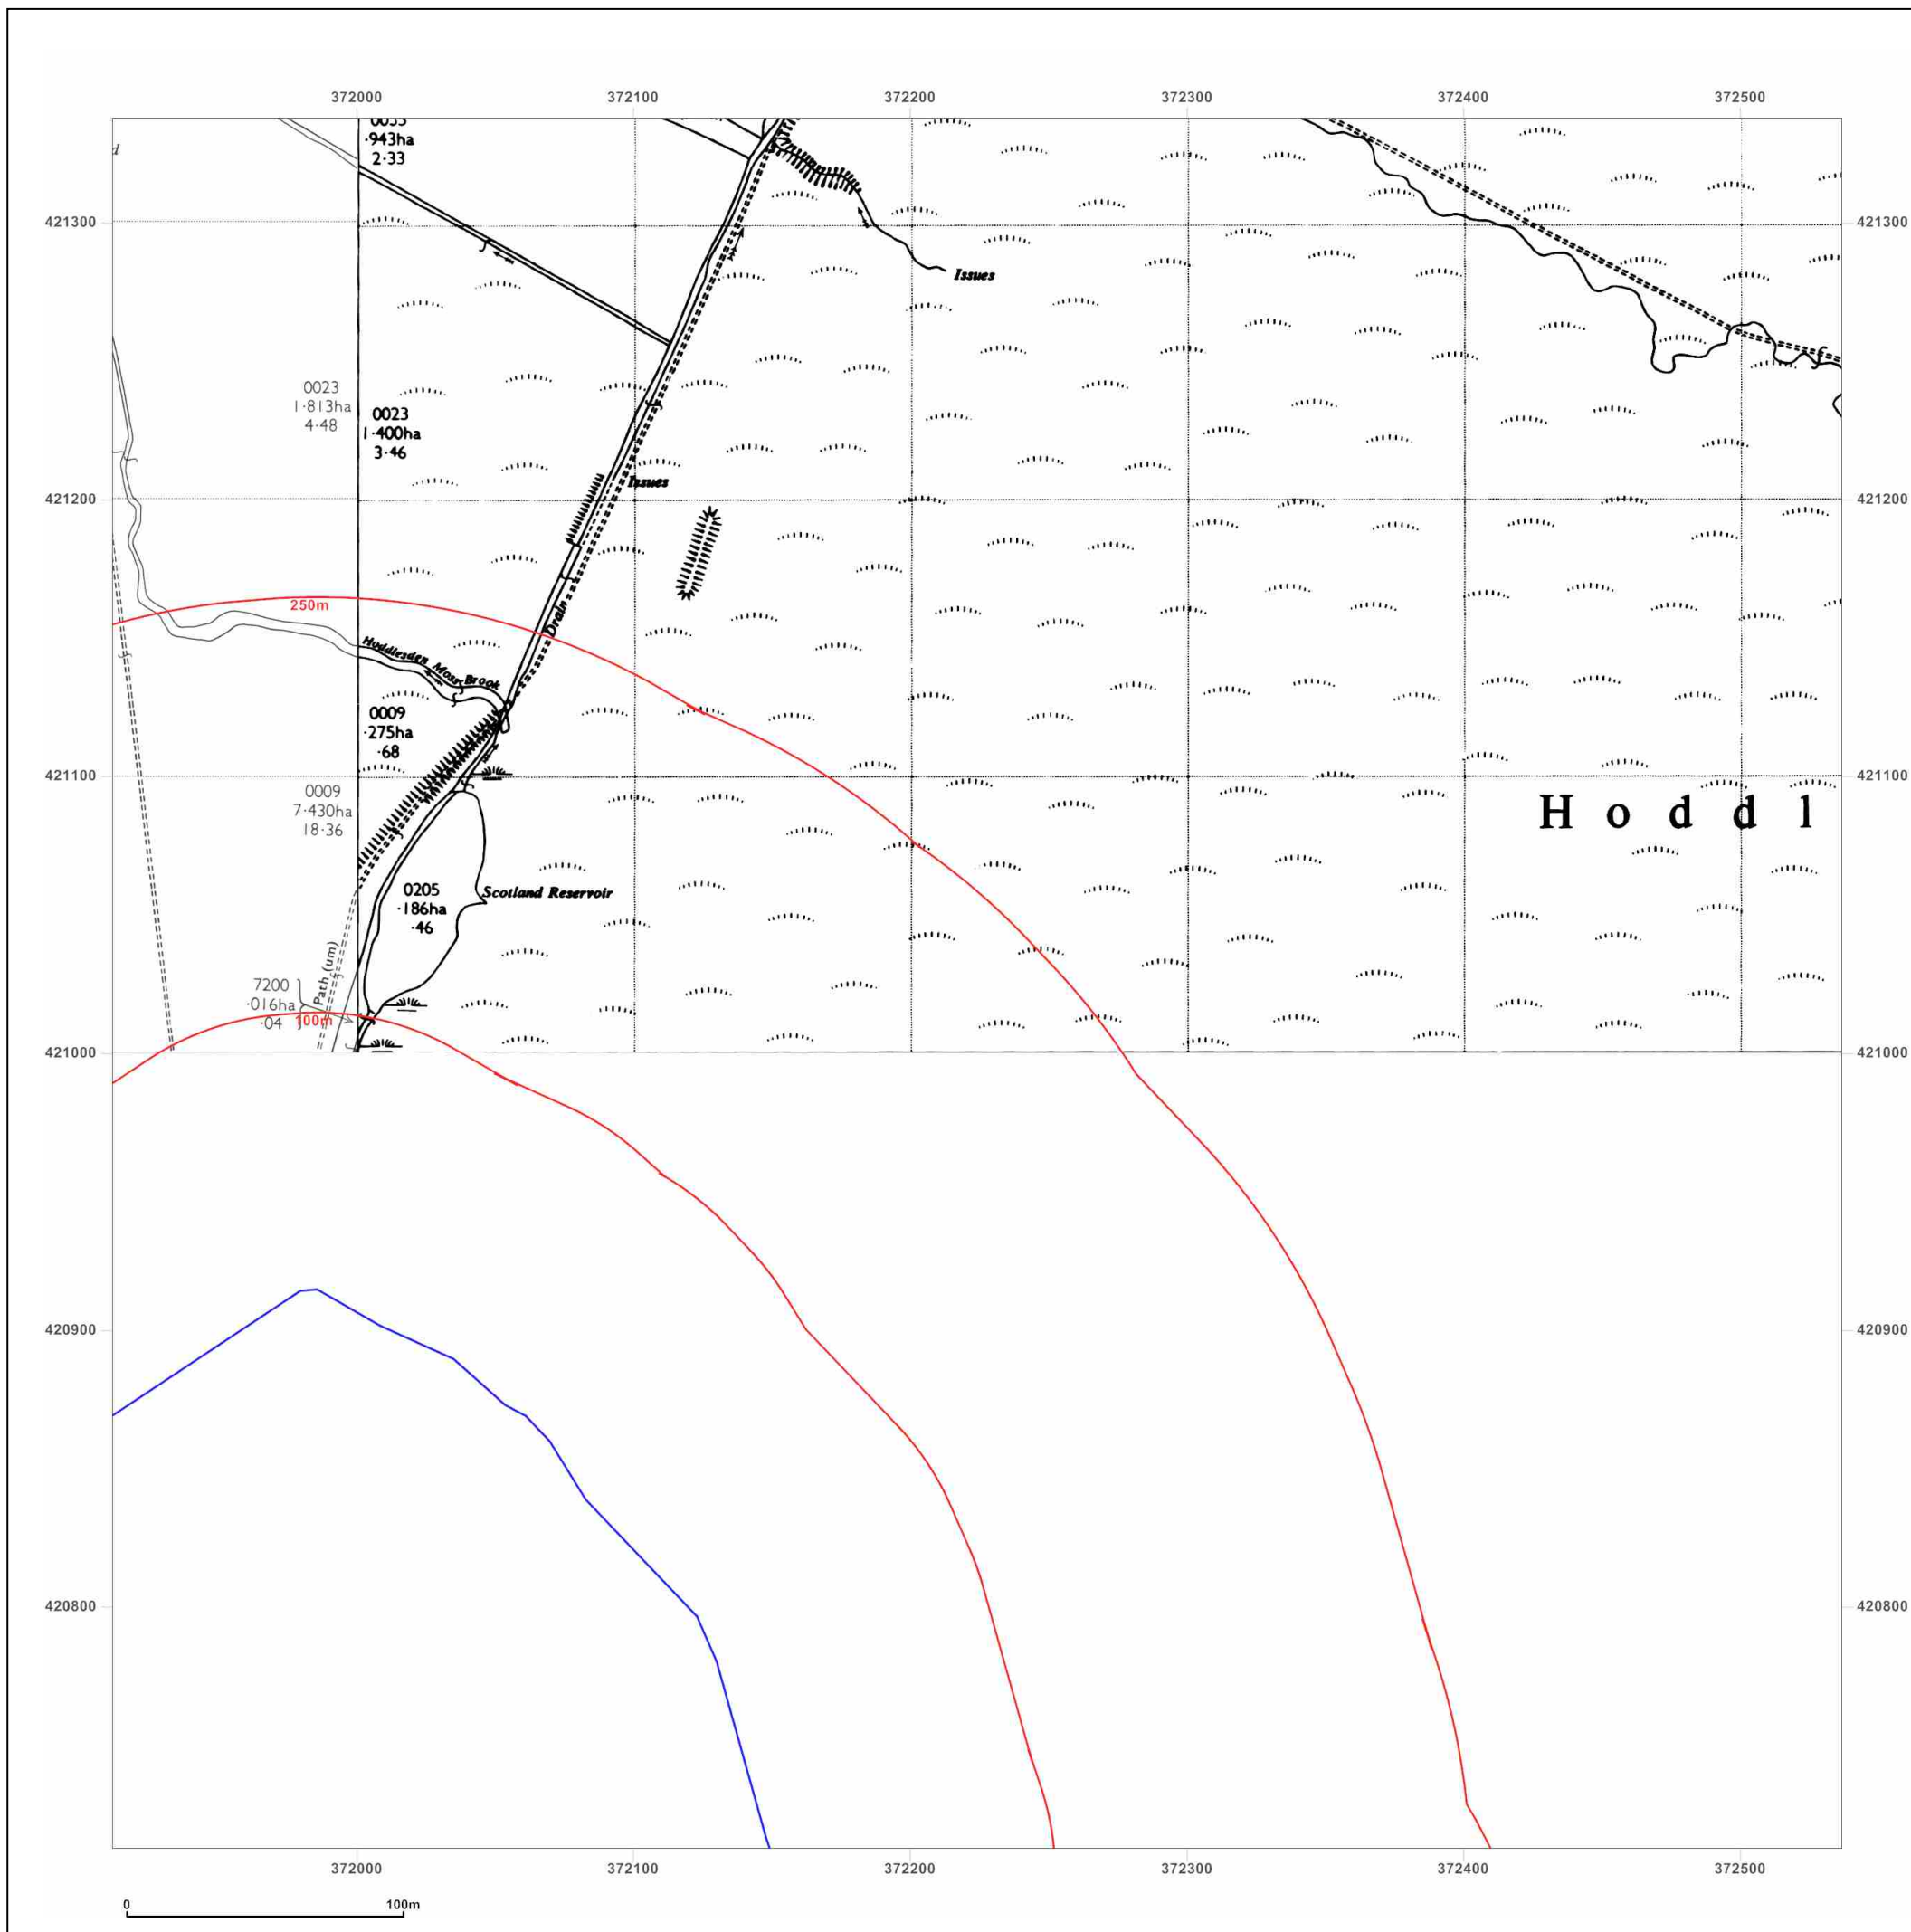 372000 372100 372200 372300 372400 372500
·943ha
2·33
d
421300 421300
Issues
0023
1·813ha
4·48
0023
1·400ha
3·46
Issues
421200 421200
250m
Drain
Hoddlesden Moss Brook
0009
·275ha
·68
421100 421100
0009
7·430ha
18·36
H o d d l
0205
·186ha
·46
Scotland Reservoir
Path (um)
7200
·016ha
·04
100m
421000 421000
420900 420900
420800 420800
372000 372100 372200 372300 372400 372500
0 100m